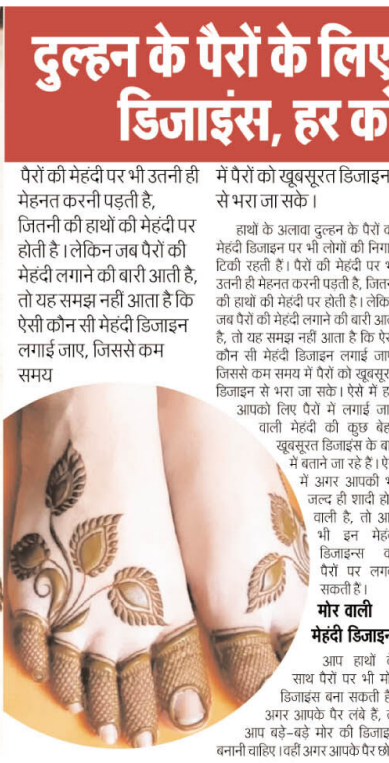 दुल्हन के पैरों के लिए
डिजाइंस, हर क
पैरों की मेहंदी पर भी उतनी ही
मेहनत करनी पड़ती है,
जितनी की हाथों की मेहंदी पर
होती है । लेकिन जब पैरों की
मेहंदी लगाने की बारी आती है,
तो यह समझ नहीं आता है कि
ऐसी कौन सी मेहंदी डिजाइन
लगाई जाए, जिससे कम
समय
में पैरों को खूबसूरत डिजाइन
से भरा जा सके ।
हाथों के अलावा दुल्हन के पैरों
मेहंदी डिजाइन पर भी लोगों की
टिकी रहती हैं । पैरों की मेहंदी पर
उतनी ही मेहनत करनी पड़ती है,
की हाथों की मेहंदी पर होती है ।
जब पैरों की मेहंदी लगाने की बारी
है, तो यह समझ नहीं आता है कि
कौन सी मेहंदी डिजाइन लगाई
जिससे कम समय में पैरों को
डिजाइन से भरा जा सके । ऐसे में
आपको लिए पैरों में लगाई
वाली मेहंदी की कुछ
खूबसूरत डिजाइंस के
में बताने जा रहे हैं ।
में अगर आपकी
जल्द ही शादी
वाली है, तो
भी इन
डिजाइन्स
पैरों पर
सकती हैं ।
मोर वाली
मेहंदी डिजाइन
आप हाथों
साथ पैरों पर भी
डिजाइंस बना सकती
अगर आपके पैर लंबे हैं,
आप बड़े-बड़े मोर की
बनानी चाहिए । वहीं अगर आपके पैर